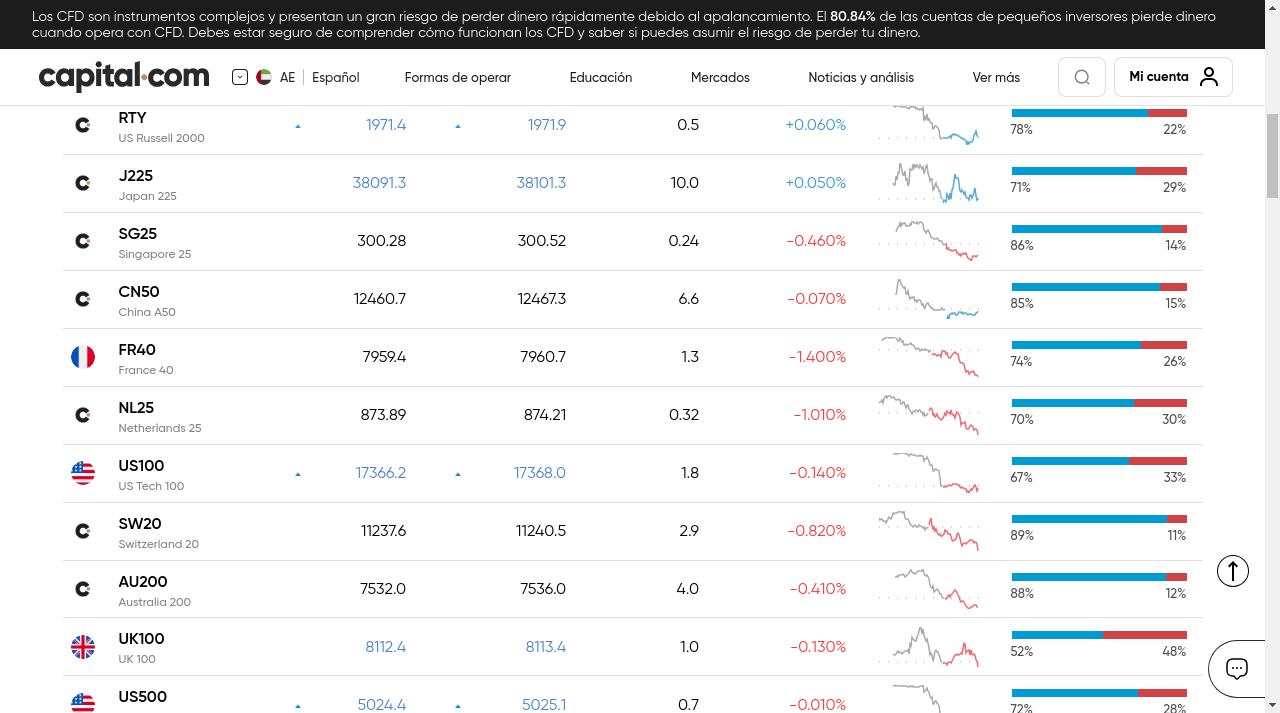 Los CFD son instrumentos complejos y presentan un gran riesgo de perder dinero rápidamente debido al apalancamiento. El 80.84% de las cuentas de pequeños inversores pierde dinero
cuando opera con CFD. Debes estar seguro de comprender cómo funcionan los CFD y saber si puedes asumir el riesgo de perder tu dinero.
capital.com AE Español Formas de operar Educación Mercados Noticias y análisis Ver más Mi cuenta
RTY 1971.4 1971.9 0.5 +0.060%
US Russell 2000 78% 22%
J225 38091.3 38101.3 10.0 +0.050%
Japan 225 71% 29%
SG25 300.28 300.52 0.24 -0.460%
Singapore 25 86% 14%
CN50 12460.7 12467.3 6.6 -0.070%
China A50 85% 15%
FR40 7959.4 7960.7 1.3 -1.400%
France 40 74% 26%
NL25 873.89 874.21 0.32 -1.010%
Netherlands 25 70% 30%
US100 17366.2 17368.0 1.8 -0.140%
US Tech 100 67% 33%
SW20 11237.6 11240.5 2.9 -0.820%
Switzerland 20 89% 11%
AU200 7532.0 7536.0 4.0 -0.410%
Australia 200 88% 12%
UK100 8112.4 8113.4 1.0 -0.130%
UK 100 52% 48%
US500 5024.4 5025.1 0.7 -0.010%
72% 28%